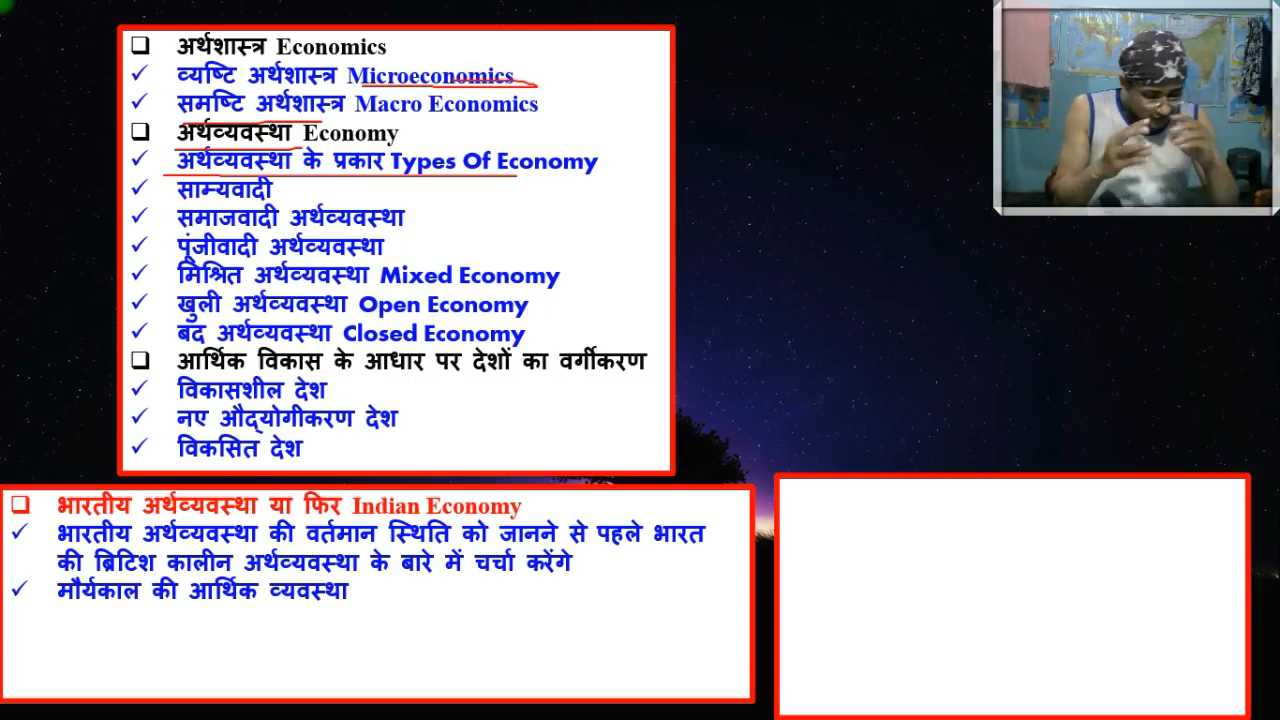 अर्थशास्त्र Economics
व्यष्टि अर्थशास्त्र Microeconomics
समष्टि अर्थशास्त्र Macro Economics
अर्थव्यवस्था Economy
अर्थव्यवस्था के प्रकार Types Of Economy
साम्यवादी
समाजवादी अर्थव्यवस्था
पूंजीवादी अर्थव्यवस्था
मिश्रित अर्थव्यवस्था Mixed Economy
खुली अर्थव्यवस्था Open Economy
बंद अर्थव्यवस्था Closed Economy
आर्थिक विकास के आधार पर देशों का वर्गीकरण
विकासशील देश
नए औद्योगीकरण देश
विकसित देश
भारतीय अर्थव्यवस्था या फिर Indian Economy
भारतीय अर्थव्यवस्था की वर्तमान स्थिति को जानने से पहले भारत
की ब्रिटिश कालीन अर्थव्यवस्था के बारे में चर्चा करेंगे
मौर्यकाल की आर्थिक व्यवस्था